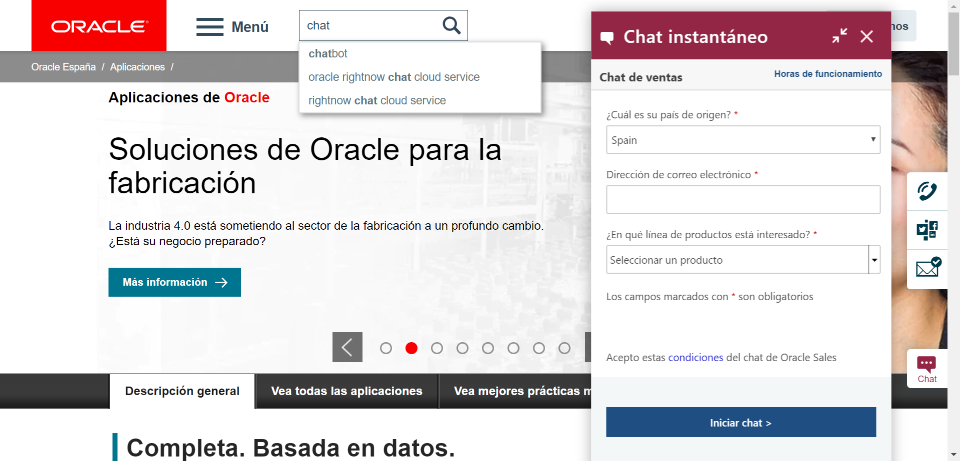 ORACLE
Menú
chat
chatbot
oracle rightnow chat cloud service
rightnow chat cloud service
Oracle España / Aplicaciones /
Aplicaciones de Oracle
Soluciones de Oracle para la
fabricación
La industria 4.0 está sometiendo al sector de la fabricación a un profundo cambio.
¿Está su negocio preparado?
Más información
Descripción general
Vea todas las aplicaciones
Vea mejores prácticas m
Completa. Basada en datos.
nos
Chat instantáneo
Chat de ventas
Horas de funcionamiento
¿Cuál es su país de origen? *
Spain
Dirección de correo electrónico *
¿En qué línea de productos está interesado? *
Seleccionar un producto
Los campos marcados con * son obligatorios
Acepto estas condiciones del chat de Oracle Sales
Iniciar chat >
Chat